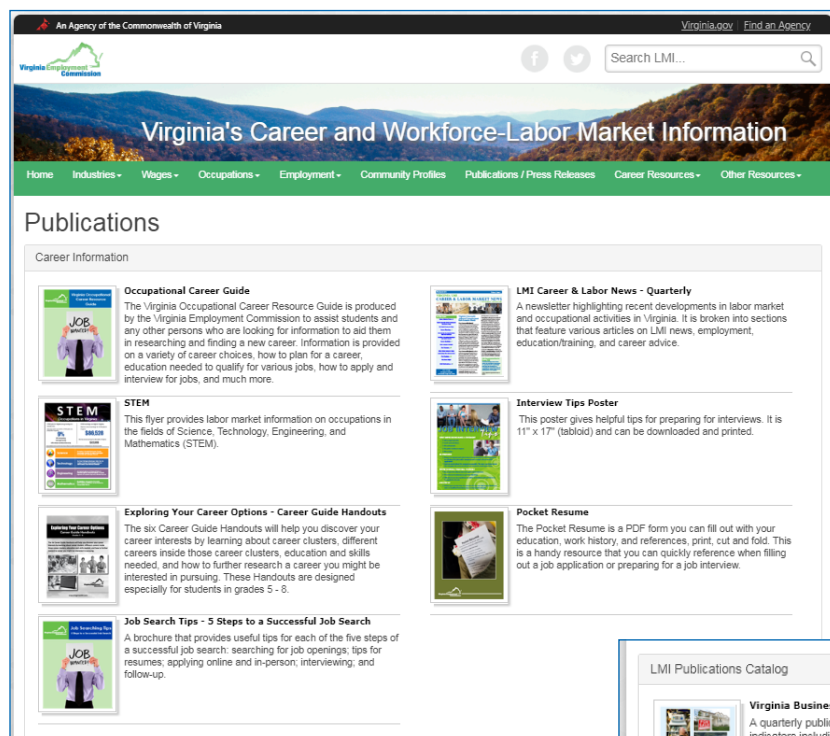 An Agency of the Commonwealth of Virginia
Virginia.gov | Find an Agency
Virginia Employment
Commission
Search LMI...
Virginia's Career and Workforce-Labor Market Information
Home Industries Wages Occupations Employment Community Profiles Publications / Press Releases Career Resources Other Resources
Publications
Career Information
Occupational Career Guide
The Virginia Occupational Career Resource Guide is produced
by the Virginia Employment Commission to assist students and
any other persons who are looking for information to aid them
in researching and finding a new career. Information is provided
on a variety of career choices, how to plan for a career,
education needed to qualify for various jobs, how to apply and
interview for jobs, and much more.
JOB
WANTED
LMI Career & Labor News - Quarterly
A newsletter highlighting recent developments in labor market
and occupational activities in Virginia. It is broken into sections
that feature various articles on LMI news, employment,
education/training, and career advice.
CAREER & LABOR MARKET NEWS
STEM
This flyer provides labor market information on occupations in
the fields of Science, Technology, Engineering, and
Mathematics (STEM).
STEM
Interview Tips Poster
This poster gives helpful tips for preparing for interviews. It is
11" x 17" (tabloid) and can be downloaded and printed.
Exploring Your Career Options - Career Guide Handouts
The six Career Guide Handouts will help you discover your
career interests by learning about career clusters, different
careers inside those career clusters, education and skills
needed, and how to further research a career you might be
interested in pursuing. These Handouts are designed
especially for students in grades 5 - 8.
Exploring Your Career Options
Pocket Resume
The Pocket Resume is a PDF form you can fill out with your
education, work history, and references, print, cut and fold. This
is a handy resource that you can quickly reference when filling
out a job application or preparing for a job interview.
Job Search Tips - 5 Steps to a Successful Job Search
A brochure that provides useful tips for each of the five steps of
a successful job search: searching for job openings; tips for
resumes; applying online and in-person; interviewing; and
follow-up.
Job Searching Tips
JOB
WANTED
LMI Publications Catalog
Virginia Busines
A quarterly public
indicators includi